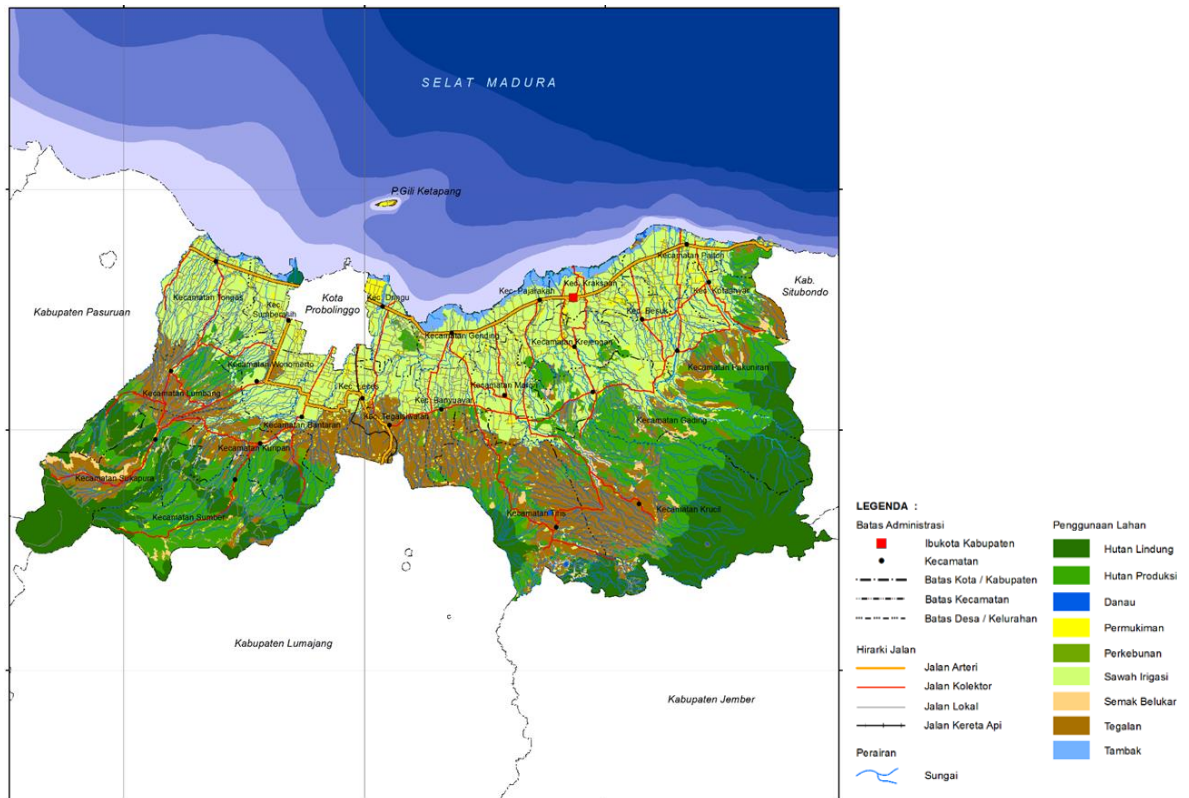 SELAT MADURA
P.Gili Ketapang
Kecamatan Paiton
Kab.
Situbondo
Kec. Kraksaan
Kec. Pajarakan
Kec. Kotaanyar
Kecamatan Tongas
Kec.
Sumberasih
Kota
Probolinggo
Kec. Dringu
Kabupaten Pasuruan
Kec. Besuk
Kecamatan Gending
Kecamatan Krejengan
Kecamatan Pakuniran
Kecamatan Wonomerto
Kecamatan Lumbang
Kec. Leces
Kecamatan Maron
Kec. Banyuanyar
Kec. Tegalsiwalan
Kecamatan Bantaran
Kecamatan Gading
Kecamatan Kuripan
Kecamatan Sukapura
Kecamatan Sumber
Kecamatan Tiris
Kecamatan Krucil
Kabupaten Lumajang
Kabupaten Jember
LEGENDA :
Batas Administrasi
Ibukota Kabupaten
Kecamatan
Batas Kota / Kabupaten
Batas Kecamatan
Batas Desa / Kelurahan
Hirarki Jalan
Jalan Arteri
Jalan Kolektor
Jalan Lokal
Jalan Kereta Api
Perairan
Sungai
Penggunaan Lahan
Hutan Lindung
Hutan Produksi
Danau
Permukiman
Perkebunan
Sawah Irigasi
Semak Belukar
Tegalan
Tambak